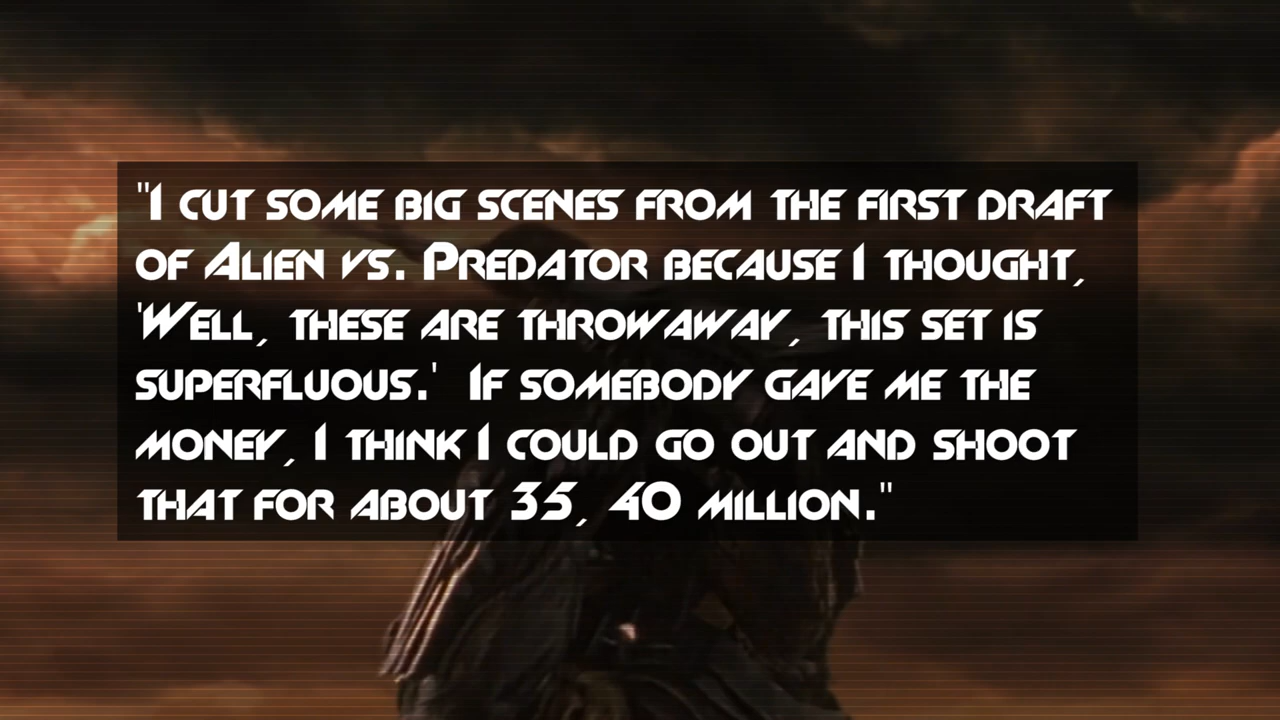 "I cut some big scenes from the first draft
of Alien vs. Predator because I thought,
'Well, these are throwaway, this set is
superfluous.'  If somebody gave me the
money, I think I could go out and shoot
that for about 35, 40 million."